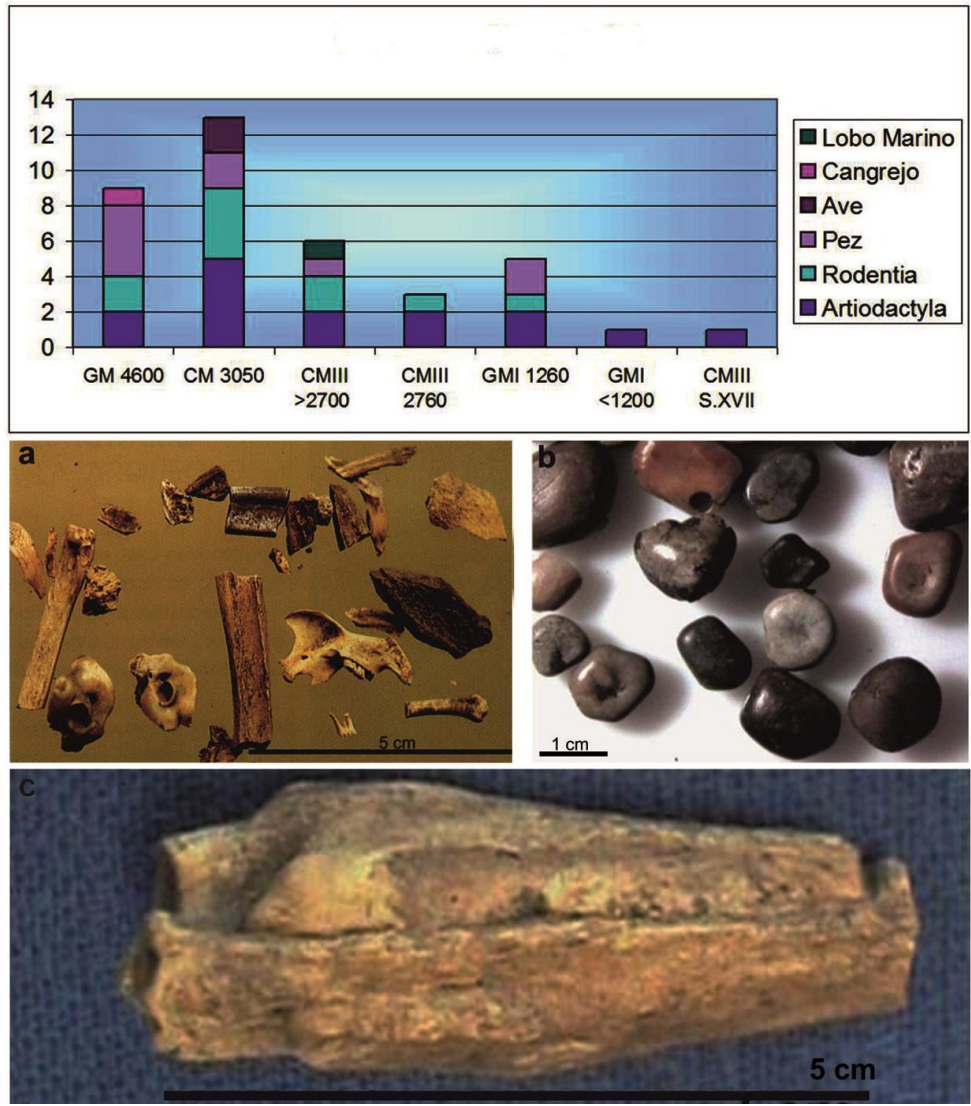 14
12
10
8
6
4
2
0
GM 4600
CM 3050
CMIII
>2700
CMIII
2760
GMI 1260
GMI
<1200
CMIII
S.XVII
Lobo Marino
Cangrejo
Ave
Pez
Rodentia
Artiodactyla
a
5 cm
b
1 cm
c
5 cm